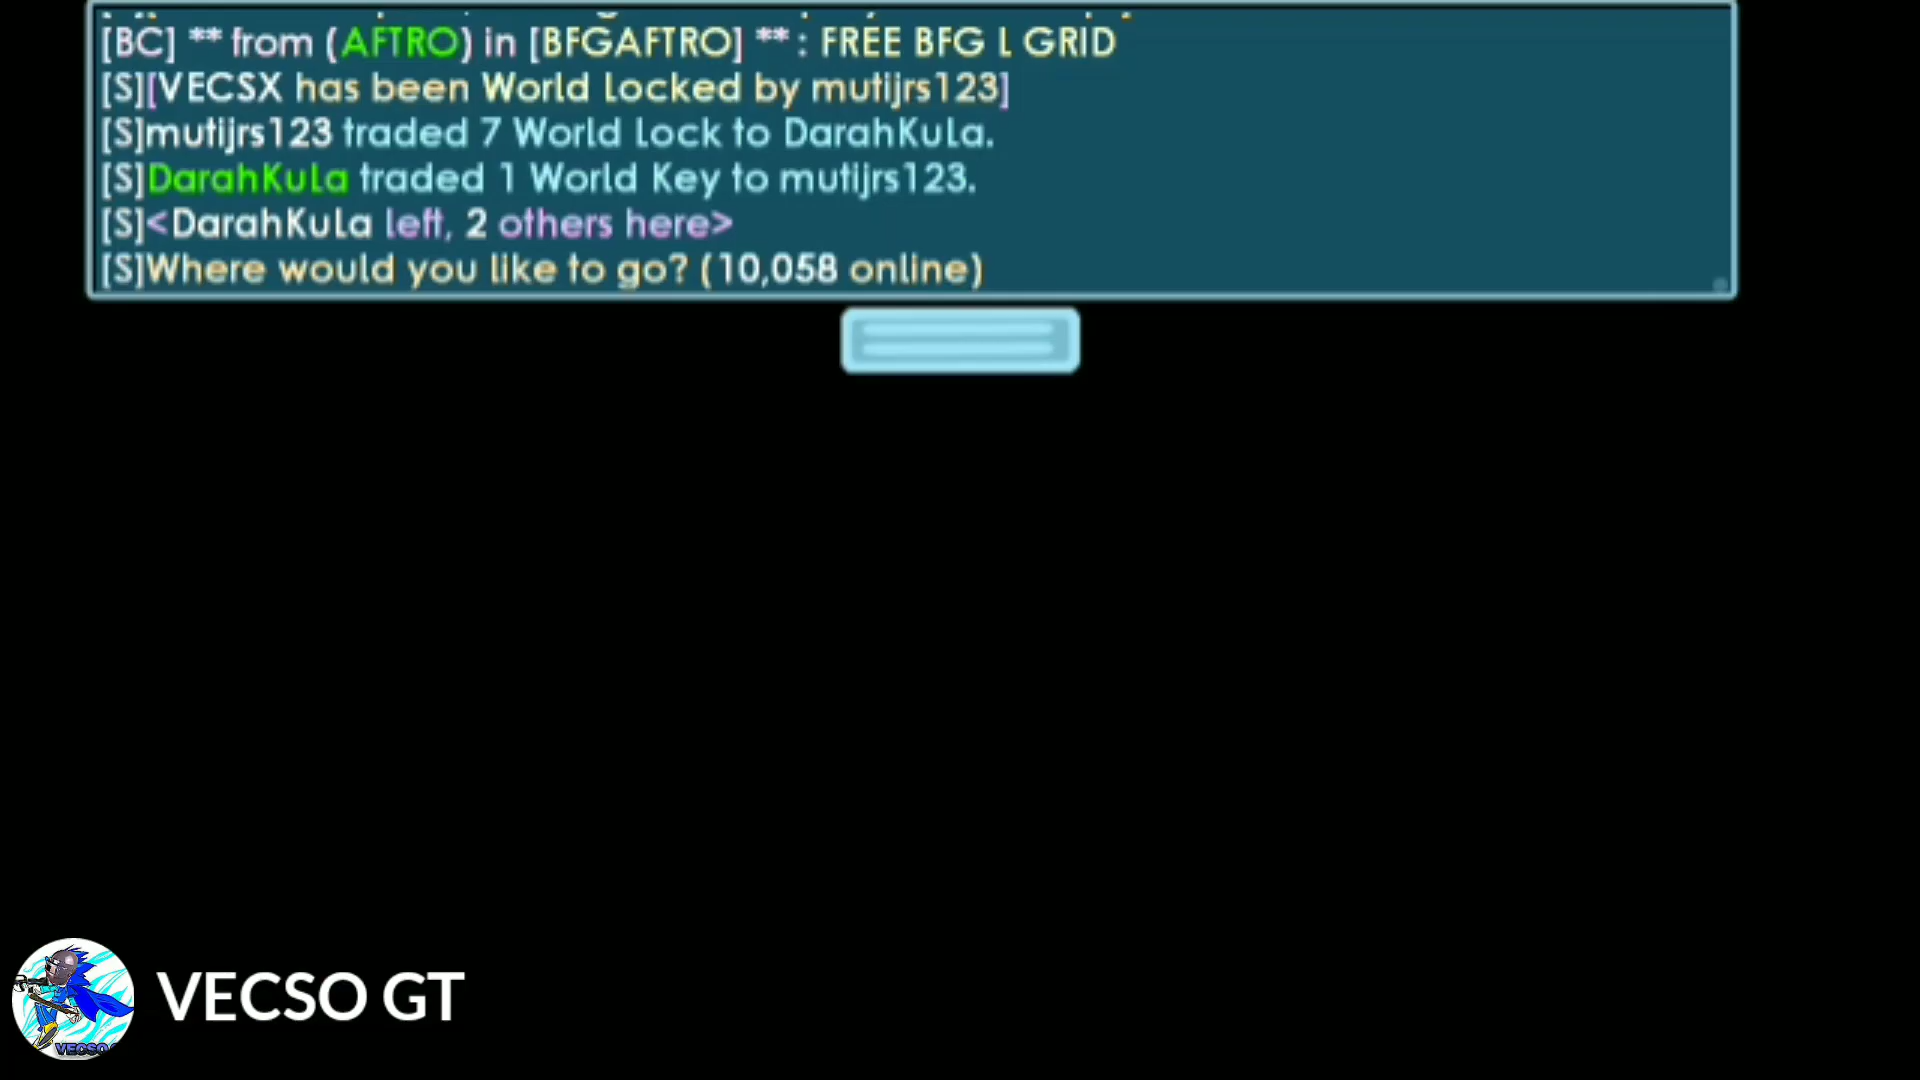 [BC] ** from (AFTRO) in [BFGAFTRO] ** : FREE BFG L GRID
[S][VECSX has been World Locked by mutijrs123]
[S]mutijrs123 traded 7 World Lock to DarahKuLa.
[S]DarahKuLa traded 1 World Key to mutijrs123.
[S]<DarahKuLa left, 2 others here>
[S]Where would you like to go? (10,058 online)
VECSO GT
VECSO